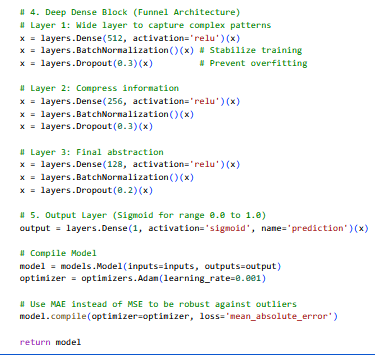 # 4. Deep Dense Block (Funnel Architecture)
# Layer 1: Wide layer to capture complex patterns
x = layers.Dense(512, activation='relu')(x)
x = layers.BatchNormalization()(x) # Stabilize training
x = layers.Dropout(0.3)(x)         # Prevent overfitting

# Layer 2: Compress information
x = layers.Dense(256, activation='relu')(x)
x = layers.BatchNormalization()(x)
x = layers.Dropout(0.3)(x)

# Layer 3: Final abstraction
x = layers.Dense(128, activation='relu')(x)
x = layers.BatchNormalization()(x)
x = layers.Dropout(0.2)(x)

# 5. Output Layer (Sigmoid for range 0.0 to 1.0)
output = layers.Dense(1, activation='sigmoid', name='prediction')(x)

# Compile Model
model = models.Model(inputs=inputs, outputs=output)
optimizer = optimizers.Adam(learning_rate=0.001)

# Use MAE instead of MSE to be robust against outliers
model.compile(optimizer=optimizer, loss='mean_absolute_error')

return model